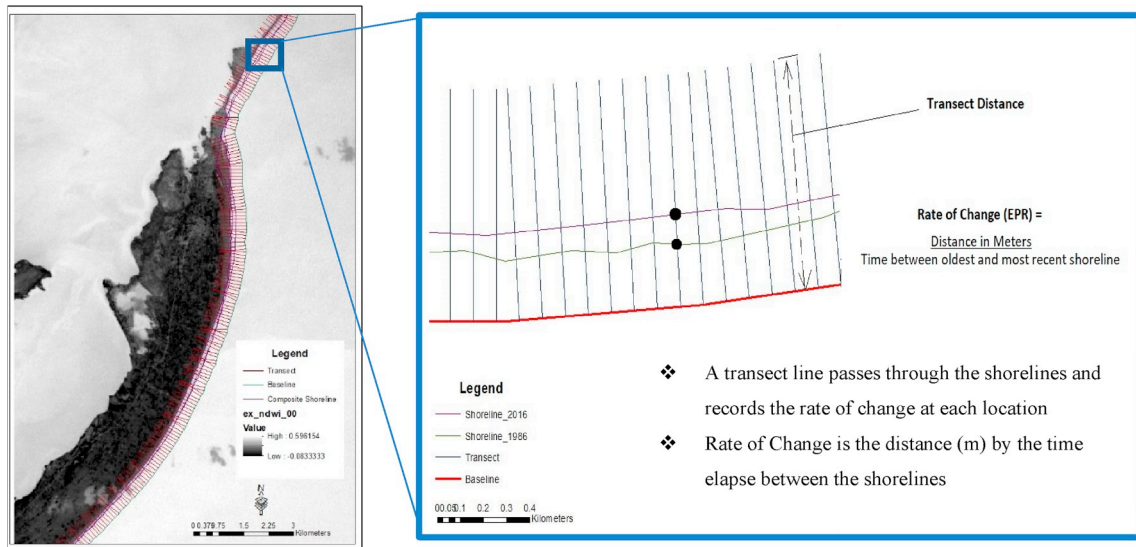 Legend
Transect
Baseline
Composite Shoreline
ex_ndwi_00
Value
High : 0.596154
Low : -0.8833333
N
0 0.375 0.75 1.5 2.25 3
Kilometers
Transect Distance
Rate of Change (EPR) =
Distance in Meters
Time between oldest and most recent shoreline
Legend
Shoreline_2016
Shoreline_1986
Transect
Baseline
0 0.05 0.1 0.2 0.3 0.4
Kilometers
❖ A transect line passes through the shorelines and
records the rate of change at each location
❖ Rate of Change is the distance (m) by the time
elapse between the shorelines